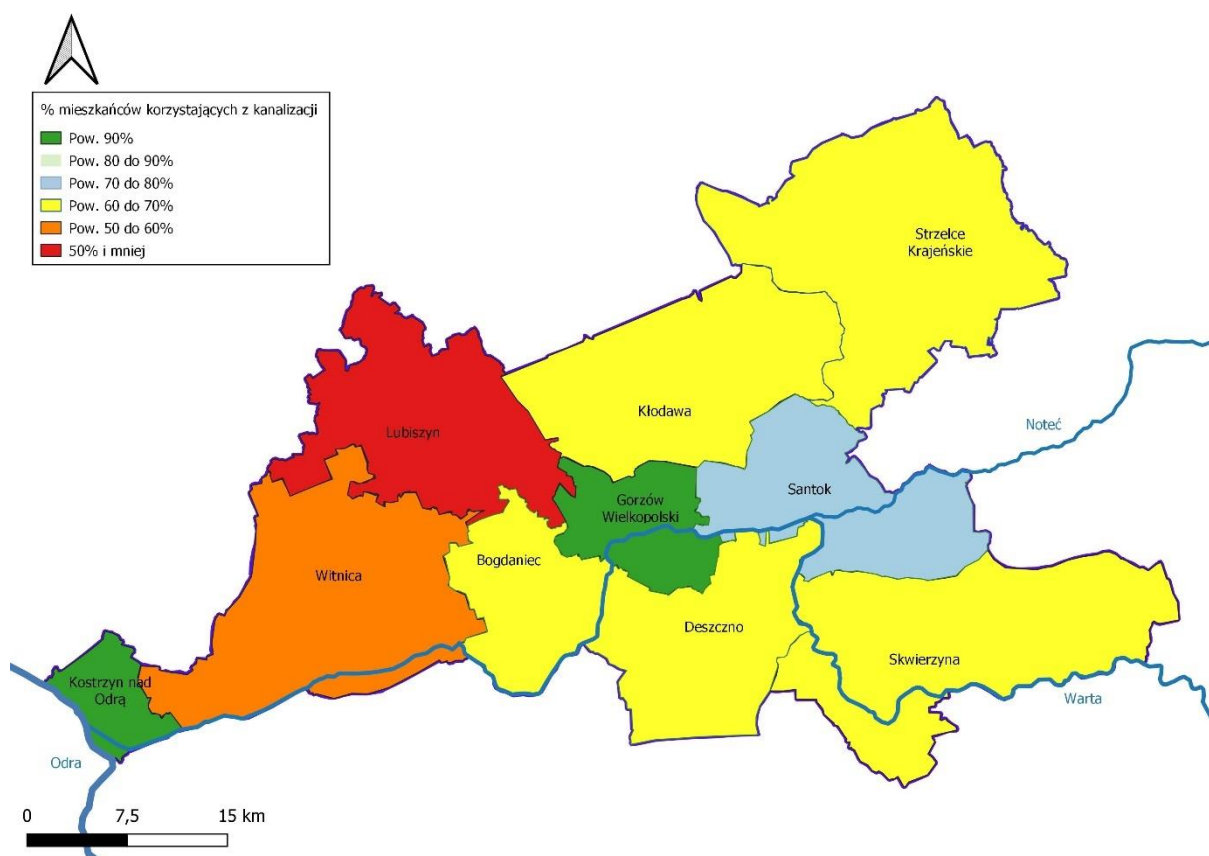 % mieszkańców korzystających z kanalizacji
Pow. 90%
Pow. 80 do 90%
Pow. 70 do 80%
Pow. 60 do 70%
Pow. 50 do 60%
50% i mniej
Strzelce
Krajeńskie
Kłodawa
Noteć
Lubiszyn
Santok
Gorzów
Wielkopolski
Bogdaniec
Witnica
Deszczno
Skwierzyna
Kostrzyn nad
Odrą
Warta
Odra
0 7,5 15 km